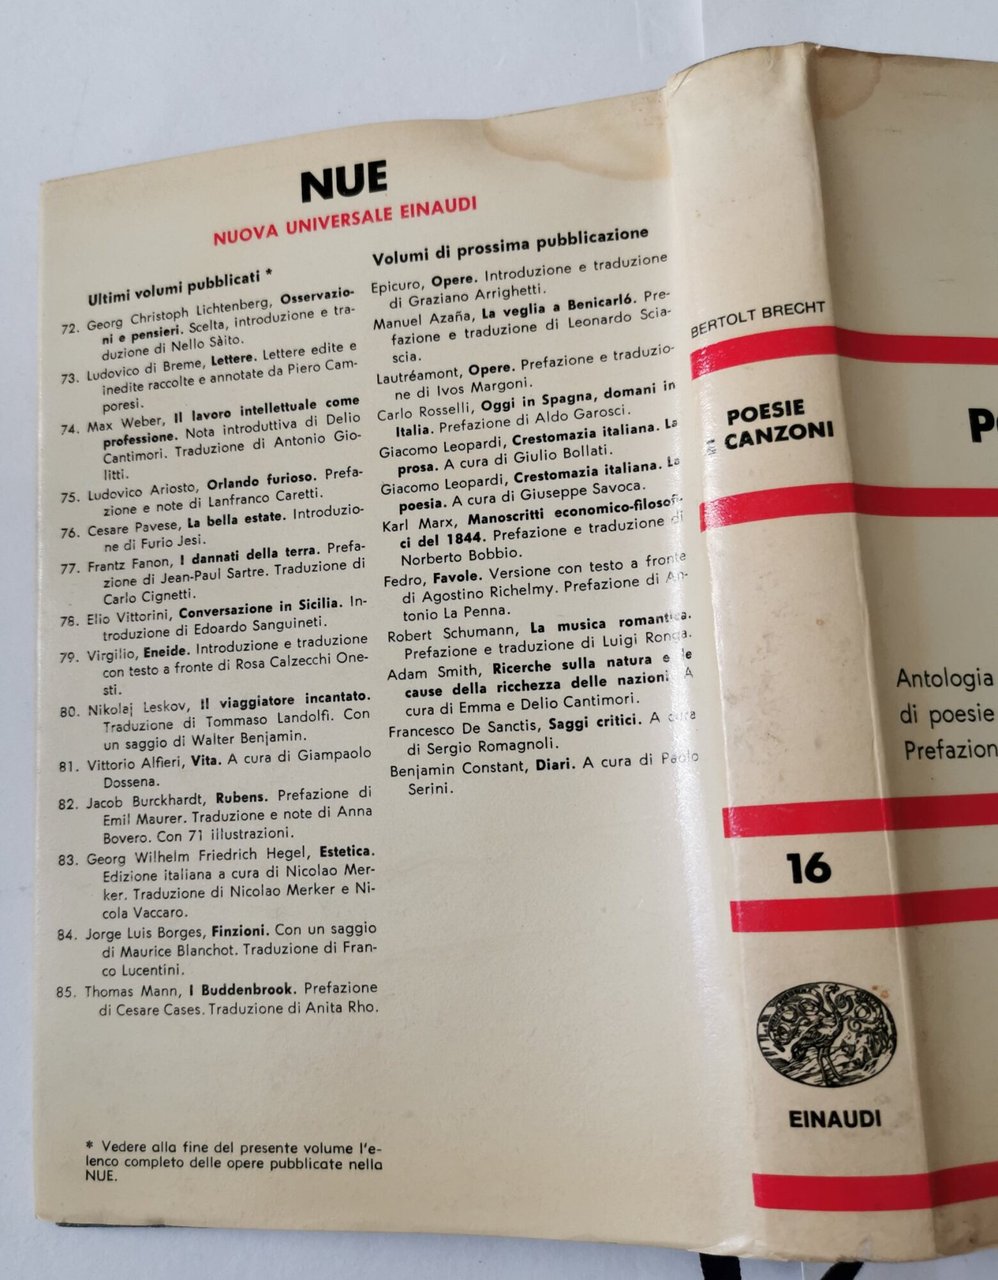 NUE
NUOVA UNIVERSALE EINAUDI
Ultimi volumi pubblicati *
72. Georg Christoph Lichtenberg, Osservazio-
ni e pensieri. Scelta, introduzione e tra-
duzione di Nello Sàito.
73. Ludovico di Breme, Lettere. Lettere edite e
inedite raccolte e annotate da Piero Cam-
poresi.
74. Max Weber, Il lavoro intellettuale come
professione. Nota introduttiva di Delio
Cantimori. Traduzione di Antonio Gio-
litti.
75. Ludovico Ariosto, Orlando furioso. Prefa-
zione e note di Lanfranco Caretti.
76. Cesare Pavese, La bella estate. Introduzio-
ne di Furio Jesi.
77. Frantz Fanon, I dannati della terra. Prefa-
zione di Jean-Paul Sartre. Traduzione di
Carlo Cignetti.
78. Elio Vittorini, Conversazione in Sicilia. In-
troduzione di Edoardo Sanguineti.
79. Virgilio, Eneide. Introduzione e traduzione
con testo a fronte di Rosa Calzecchi One-
sti.
80. Nikolaj Leskov, Il viaggiatore incantato.
Traduzione di Tommaso Landolfi. Con
un saggio di Walter Benjamin.
81. Vittorio Alfieri, Vita. A cura di Giampaolo
Dossena.
82. Jacob Burckhardt, Rubens. Prefazione di
Emil Maurer. Traduzione e note di Anna
Bovero. Con 71 illustrazioni.
83. Georg Wilhelm Friedrich Hegel, Estetica.
Edizione italiana a cura di Nicolao Mer-
ker. Traduzione di Nicolao Merker e Ni-
cola Vaccaro.
84. Jorge Luis Borges, Finzioni. Con un saggio
di Maurice Blanchot. Traduzione di Fran-
co Lucentini.
85. Thomas Mann, I Buddenbrook. Prefazione
di Cesare Cases. Traduzione di Anita Rho.
* Vedere alla fine del presente volume l'e-
lenco completo delle opere pubblicate nella
NUE.
Volumi di prossima pubblicazione
Epicuro, Opere. Introduzione e traduzione
di Graziano Arrighetti.
Manuel Azaña, La veglia a Benicarló. Pre-
fazione e traduzione di Leonardo Scia-
scia.
Lautréamont, Opere. Prefazione e traduzio-
ne di Ivos Margoni.
Carlo Rosselli, Oggi in Spagna, domani in
Italia. Prefazione di Aldo Garosci.
Giacomo Leopardi, Crestomazia italiana. La
prosa. A cura di Giulio Bollati.
Giacomo Leopardi, Crestomazia italiana. La
poesia. A cura di Giuseppe Savoca.
Karl Marx, Manoscritti economico-filosofi-
ci del 1844. Prefazione e traduzione di
Norberto Bobbio.
Fedro, Favole. Versione con testo a fronte
di Agostino Richelmy. Prefazione di An-
tonio La Penna.
Robert Schumann, La musica romantica.
Prefazione e traduzione di Luigi Ronga.
Adam Smith, Ricerche sulla natura e le
cause della ricchezza delle nazioni. A
cura di Emma e Delio Cantimori.
Francesco De Sanctis, Saggi critici. A cura
di Sergio Romagnoli.
Benjamin Constant, Diari. A cura di Paolo
Serini.
BERTOLT BRECHT
POESIE
E CANZONI
16
EINAUDI
Antologia
di poesie